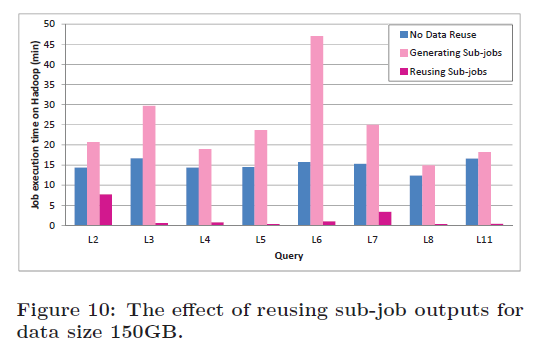 50
45
40
35
30
25
20
15
10
5
0
Job execution time on Hadoop (min)
No Data Reuse
Generating Sub-jobs
Reusing Sub-jobs
L2 L3 L4 L5 L6 L7 L8 L11
Query
Figure 10: The effect of reusing sub-job outputs for
data size 150GB.